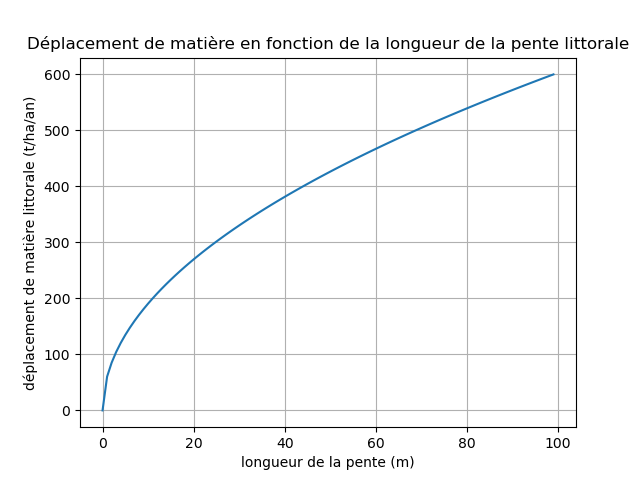 Déplacement de matière en fonction de la longueur de la pente littorale
600
500
400
300
200
100
0
déplacement de matière littorale (t/ha/an)
0 20 40 60 80 100
longueur de la pente (m)